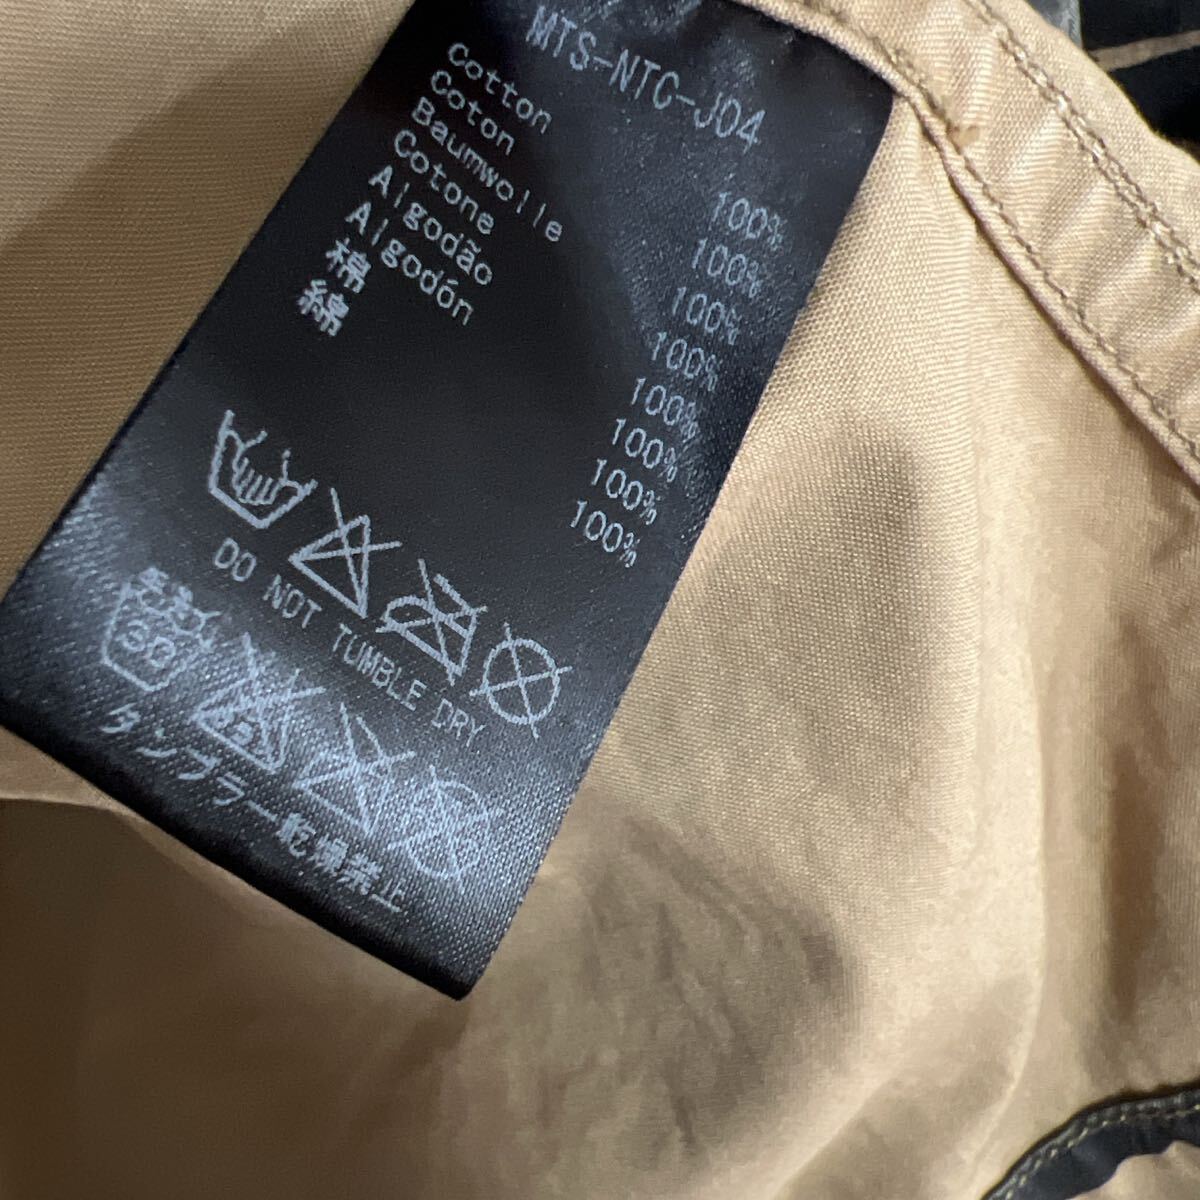 MTS-NTC-J04
Cotton 100%
Coton 100%
Baumwolle 100%
Cotone 100%
Algodão 100%
Algodón 100%
棉 100%
綿 100%
DO NOT TUMBLE DRY
30
タンブラー乾燥禁止